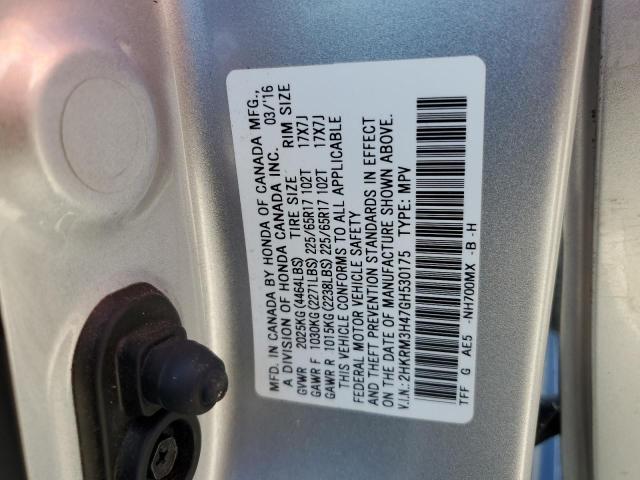 MFD. IN CANADA BY HONDA OF CANADA MFG.,
A DIVISION OF HONDA CANADA INC. 03/'16
TIRE SIZE RIM SIZE
GVWR 2025KG(4464LBS)
GAWR F 1030KG(2271LBS) 225/65R17 102T 17X7J
GAWR R 1015KG(2238LBS) 225/65R17 102T 17X7J
THIS VEHICLE CONFORMS TO ALL APPLICABLE
FEDERAL MOTOR VEHICLE SAFETY
AND THEFT PREVENTION STANDARDS IN EFFECT
ON THE DATE OF MANUFACTURE SHOWN ABOVE.
V.I.N.:2HKRM3H47GH530175 TYPE: MPV
TFF G AE5 -NH700MX -B -H